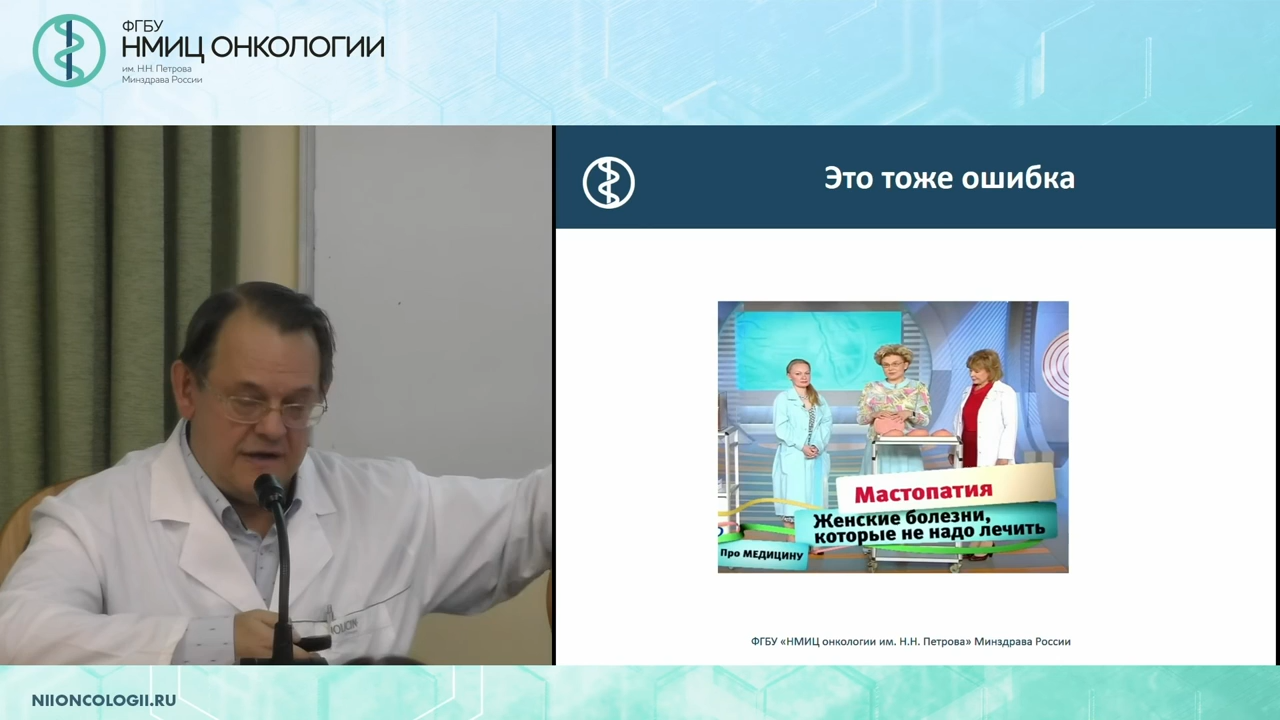 ФГБУ
НМИЦ ОНКОЛОГИИ
им. Н.Н. Петрова
Минздрава России
Это тоже ошибка
Мастопатия
Женские болезни,
которые не надо лечить
Про МЕДИЦИНУ
ФГБУ «НМИЦ онкологии им. Н.Н. Петрова» Минздрава России
NIIONCOLOGII.RU